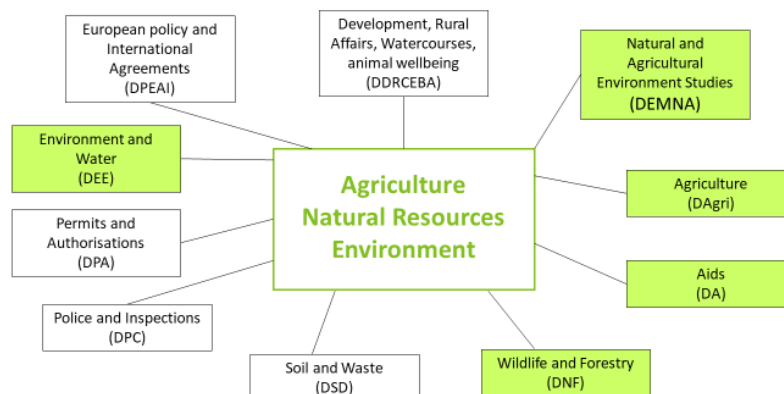 European policy and
International
Agreements
(DPEAI)
Development, Rural
Affairs, Watercourses,
animal wellbeing
(DDRCEBA)
Natural and
Agricultural
Environment Studies
(DEMNA)
Environment and
Water
(DEE)
Agriculture
Natural Resources
Environment
Agriculture
(DAgri)
Permits and
Authorisations
(DPA)
Aids
(DA)
Police and Inspections
(DPC)
Soil and Waste
(DSD)
Wildlife and Forestry
(DNF)